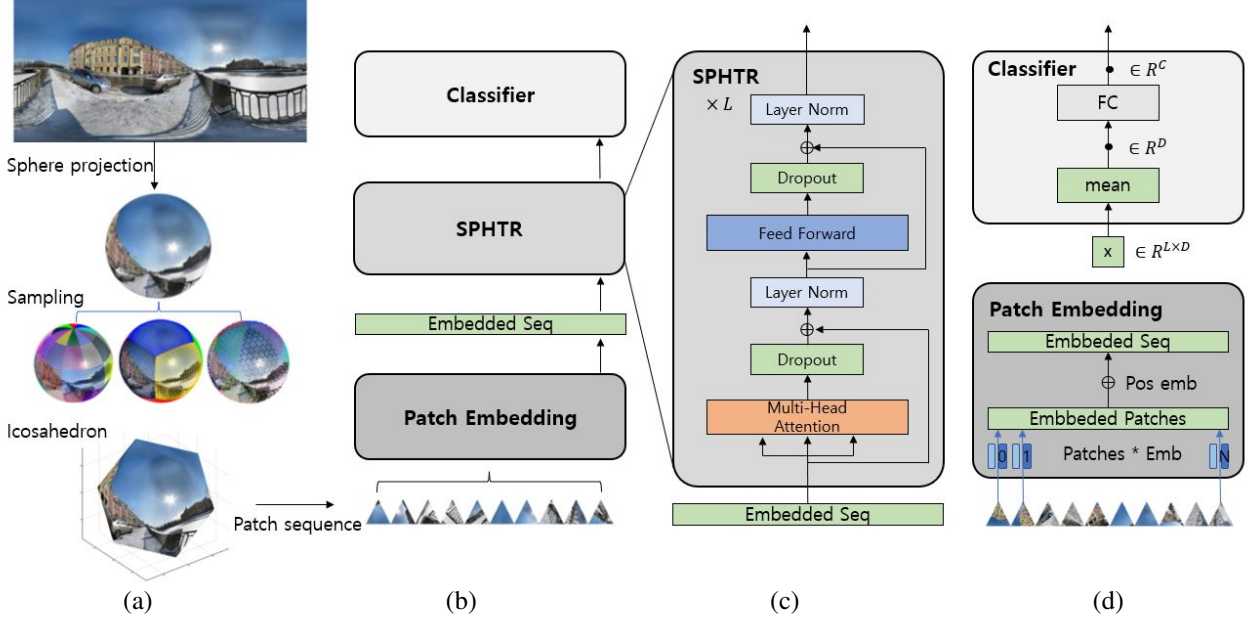 Sphere projection
Sampling
Icosahedron
Patch sequence
(a)
Classifier
SPHTR
Embedded Seq
Patch Embedding
(b)
SPHTR
× L
Layer Norm
⊕
Dropout
Feed Forward
Layer Norm
⊕
Dropout
Multi-Head
Attention
Embedded Seq
(c)
Classifier
∈ R^C
FC
∈ R^D
mean
x ∈ R^{L×D}
Patch Embedding
Embbeded Seq
⊕ Pos emb
Embbeded Patches
0 1 Patches * Emb N
(d)